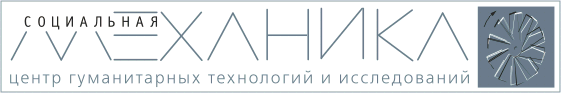 СОЦИАЛЬНАЯ
МЕХАНИКА
центр гуманитарных технологий и исследований